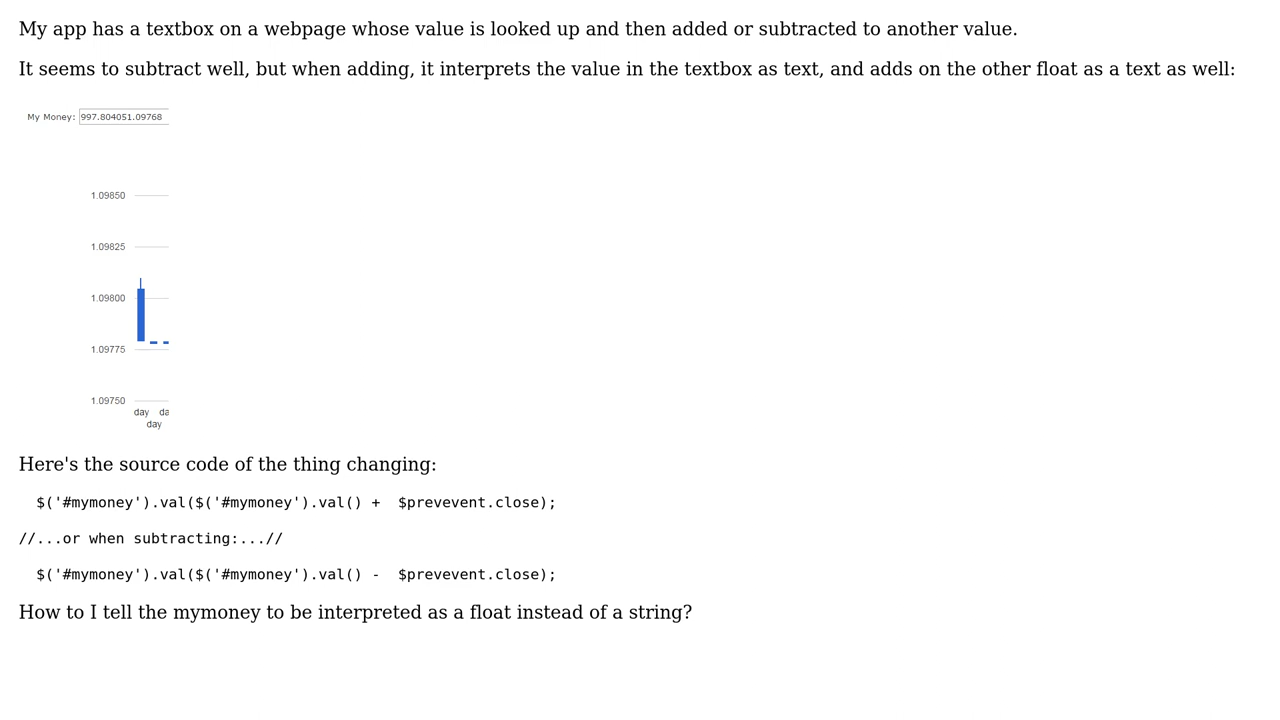 My app has a textbox on a webpage whose value is looked up and then added or subtracted to another value.
It seems to subtract well, but when adding, it interprets the value in the textbox as text, and adds on the other float as a text as well:
My Money: 997.804051.09768
1.09850
1.09825
1.09800
1.09775
1.09750
day da
day
Here's the source code of the thing changing:
$('#mymoney').val($('#mymoney').val() +  $prevevent.close);
//...or when subtracting:...//
$('#mymoney').val($('#mymoney').val() -  $prevevent.close);
How to I tell the mymoney to be interpreted as a float instead of a string?